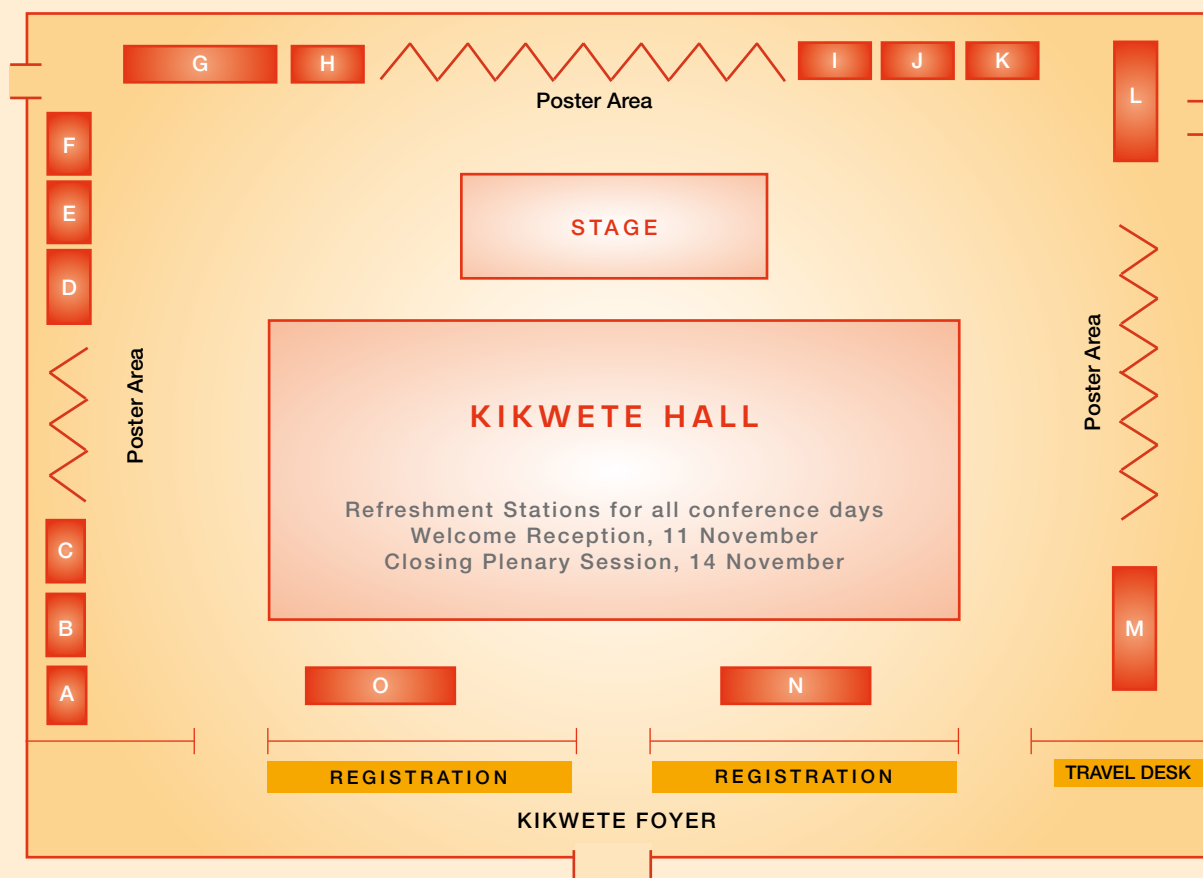 G
H
I
J
K
L
Poster Area
F
E
D
STAGE
Poster Area
Poster Area
KIKWETE HALL
Refreshment Stations for all conference days
Welcome Reception, 11 November
Closing Plenary Session, 14 November
C
B
A
M
O
N
REGISTRATION
REGISTRATION
TRAVEL DESK
KIKWETE FOYER